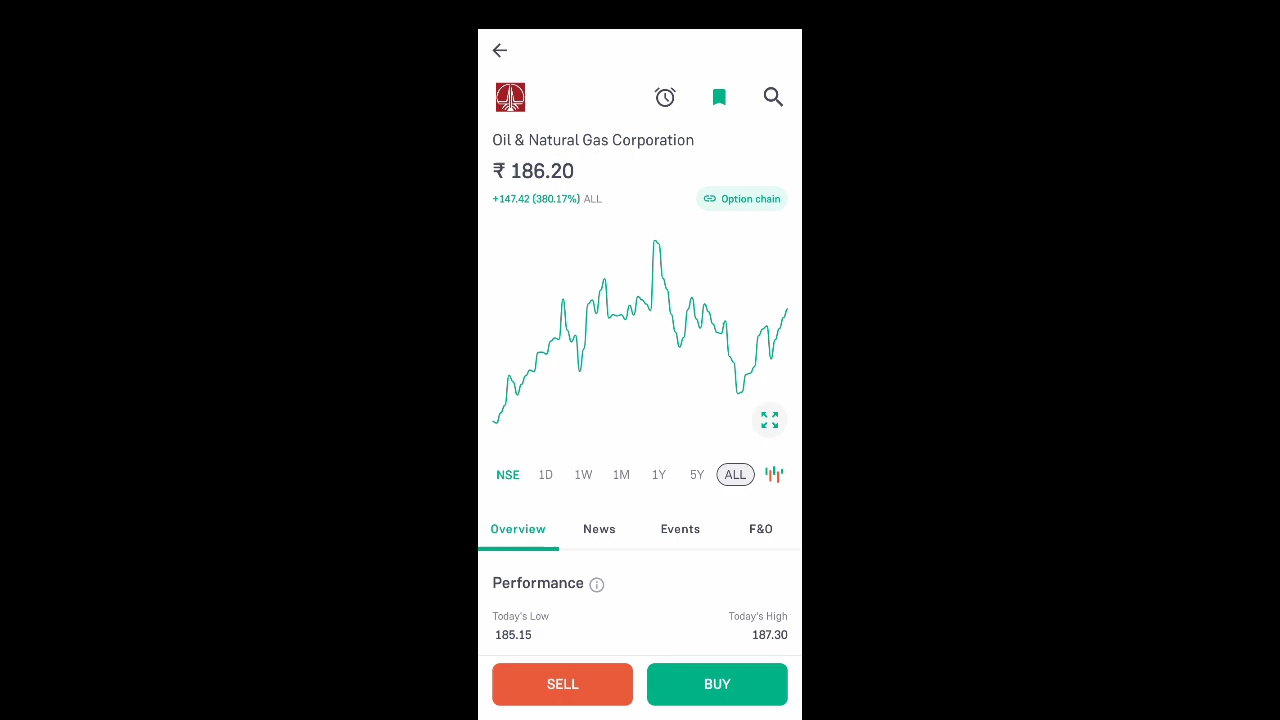 Oil & Natural Gas Corporation
₹ 186.20
+147.42 (380.17%) ALL
Option chain
NSE 1D 1W 1M 1Y 5Y ALL
Overview News Events F&O
Performance
Today's Low Today's High
185.15 187.30
SELL BUY